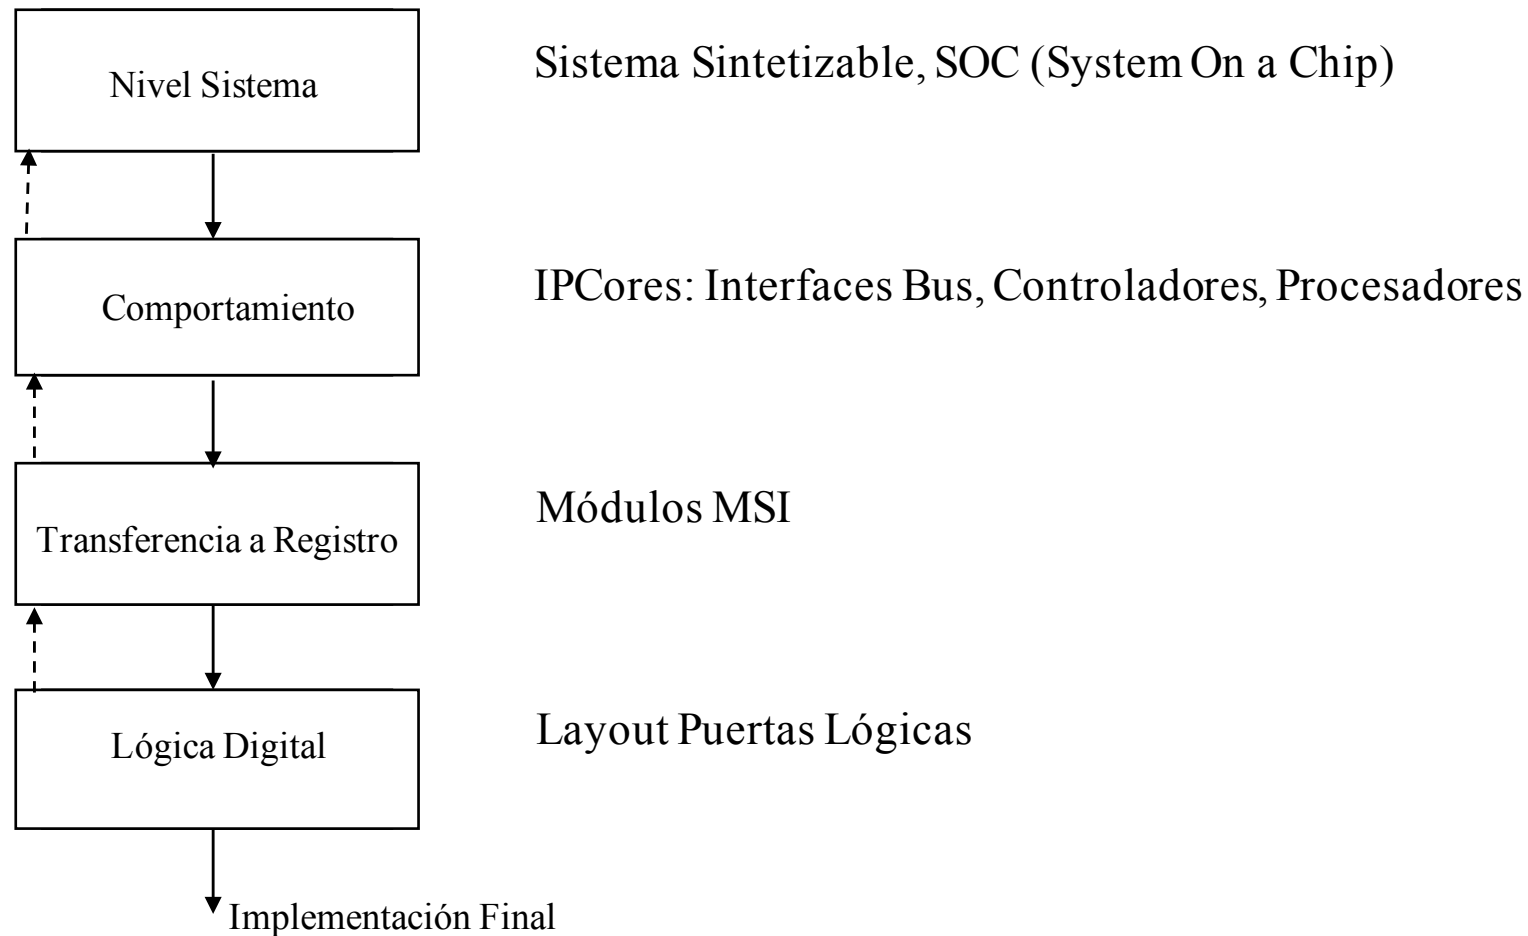 Nivel Sistema
Sistema Sintetizable, SOC (System On a Chip)
Comportamiento
IPCores: Interfaces Bus, Controladores, Procesadores
Transferencia a Registro
Módulos MSI
Lógica Digital
Layout Puertas Lógicas
Implementación Final